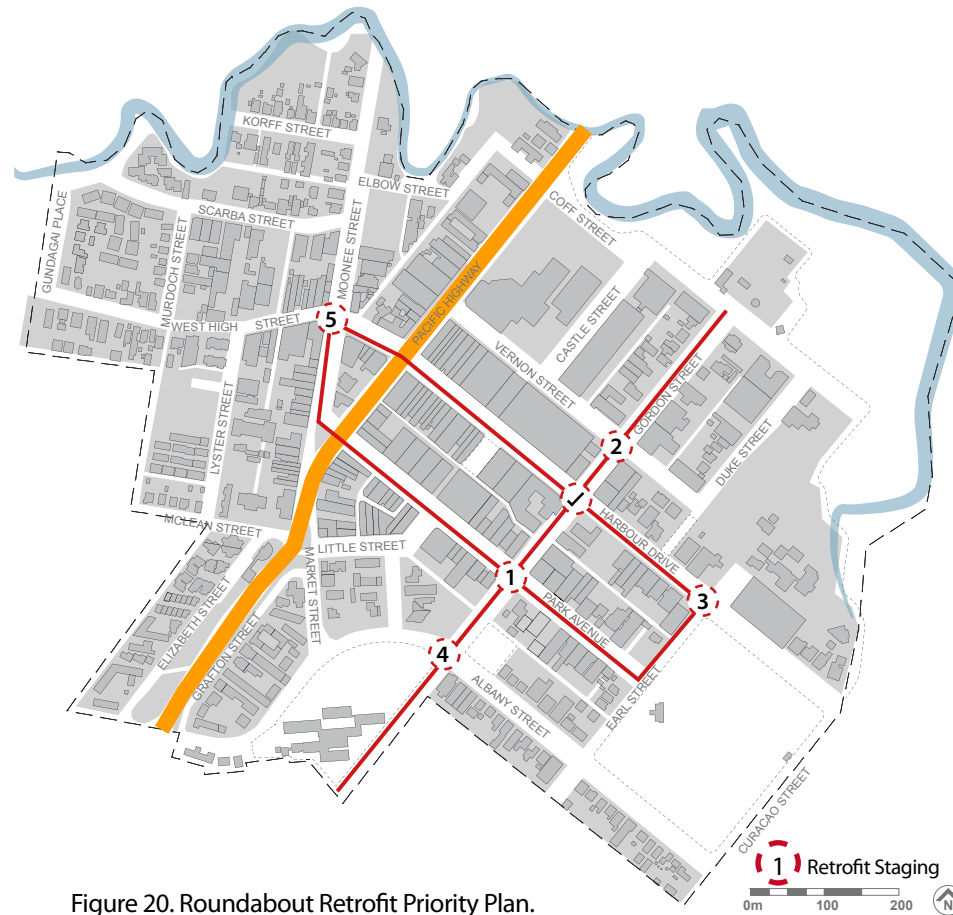 KORFF STREET
ELBOW STREET
COFF STREET
GUNDAGAI PLACE
SCARBA STREET
MURDOCH STREET
MOONEE STREET
PACIFIC HIGHWAY
WEST HIGH STREET
5
CASTLE STREET
VERNON STREET
GORDON STREET
LYSTER STREET
2
DUKE STREET
✓
HARBOUR DRIVE
MCLEAN STREET
LITTLE STREET
MARKET STREET
1
3
PARK AVENUE
ELIZABETH STREET
4
GRAFTON STREET
ALBANY STREET
EARL STREET
CURACAO STREET
1 Retrofit Staging
0m 100 200 N
Figure 20. Roundabout Retrofit Priority Plan.